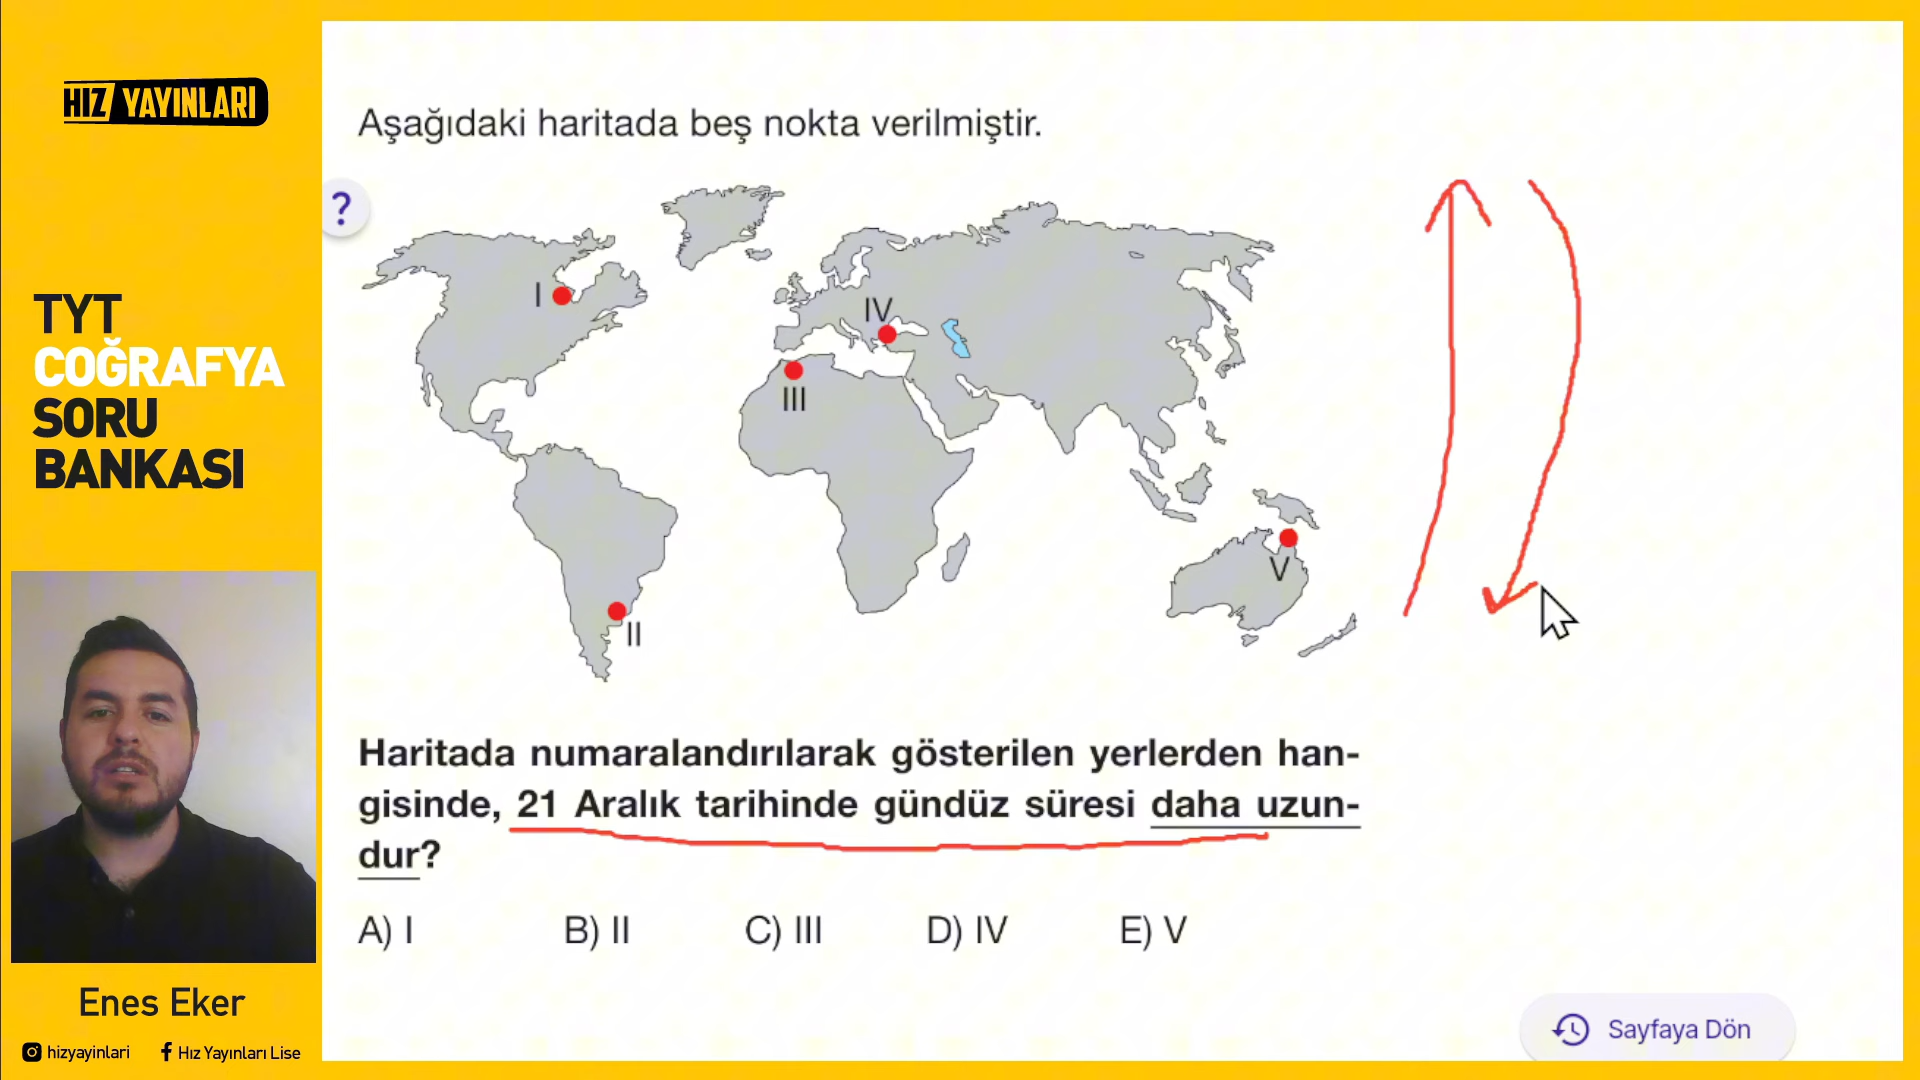 HIZ YAYINLARI
TYT
COĞRAFYA
SORU
BANKASI
Enes Eker
hizyayinlari
Hız Yayınları Lise
Aşağıdaki haritada beş nokta verilmiştir.
?
I
IV
III
V
II
Haritada numaralandırılarak gösterilen yerlerden han-
gisinde, 21 Aralık tarihinde gündüz süresi daha uzun-
dur?
A) I B) II C) III D) IV E) V
Sayfaya Dön